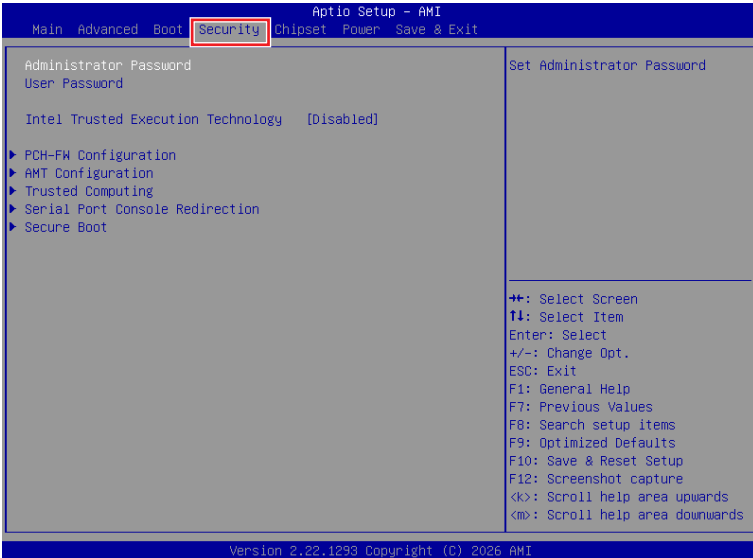 Aptio Setup – AMI
Main Advanced Boot Security Chipset Power Save & Exit
Administrator Password
User Password
Intel Trusted Execution Technology [Disabled]
PCH-FW Configuration
AMT Configuration
Trusted Computing
Serial Port Console Redirection
Secure Boot
Set Administrator Password
→←: Select Screen
↑↓: Select Item
Enter: Select
+/-: Change Opt.
ESC: Exit
F1: General Help
F7: Previous Values
F8: Search setup items
F9: Optimized Defaults
F10: Save & Reset Setup
F12: Screenshot capture
<k>: Scroll help area upwards
<m>: Scroll help area downwards
Version 2.22.1293 Copyright (C) 2026 AMI